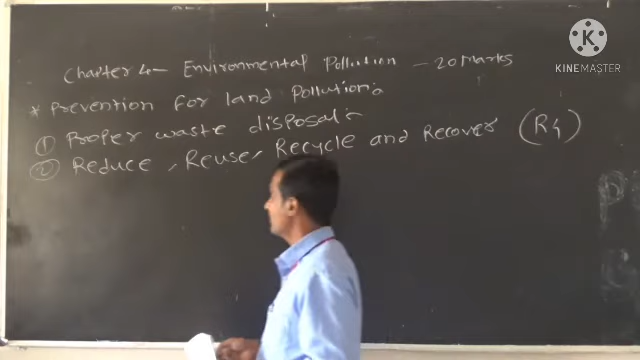 K
KINEMASTER
Chapter 4- Environmental Pollution - 20 Marks
* Prevention for land Pollution:
① Proper waste disposal:
② Reduce, Reuse, Recycle and Recover (R4)